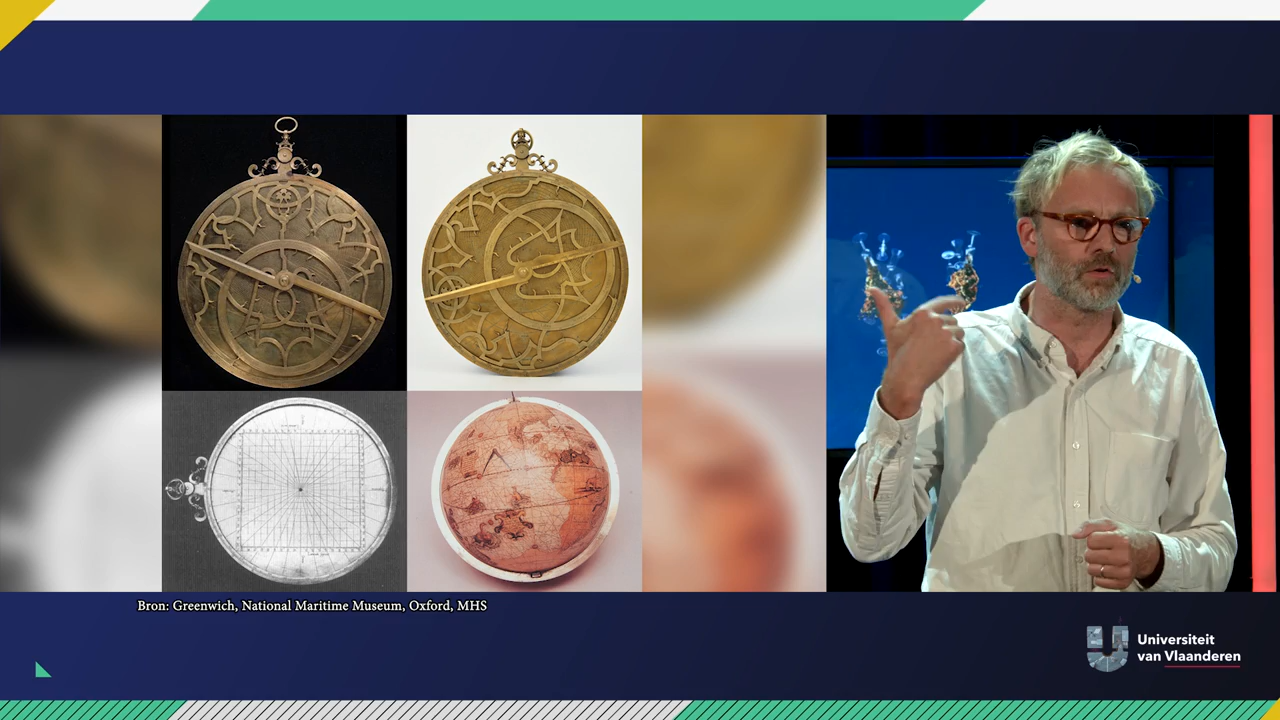 Bron: Greenwich, National Maritime Museum, Oxford, MHS
Universiteit
van Vlaanderen